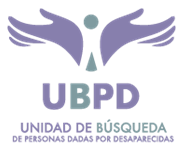 UBPD
UNIDAD DE BÚSQUEDA
DE PERSONAS DADAS POR DESAPARECIDAS